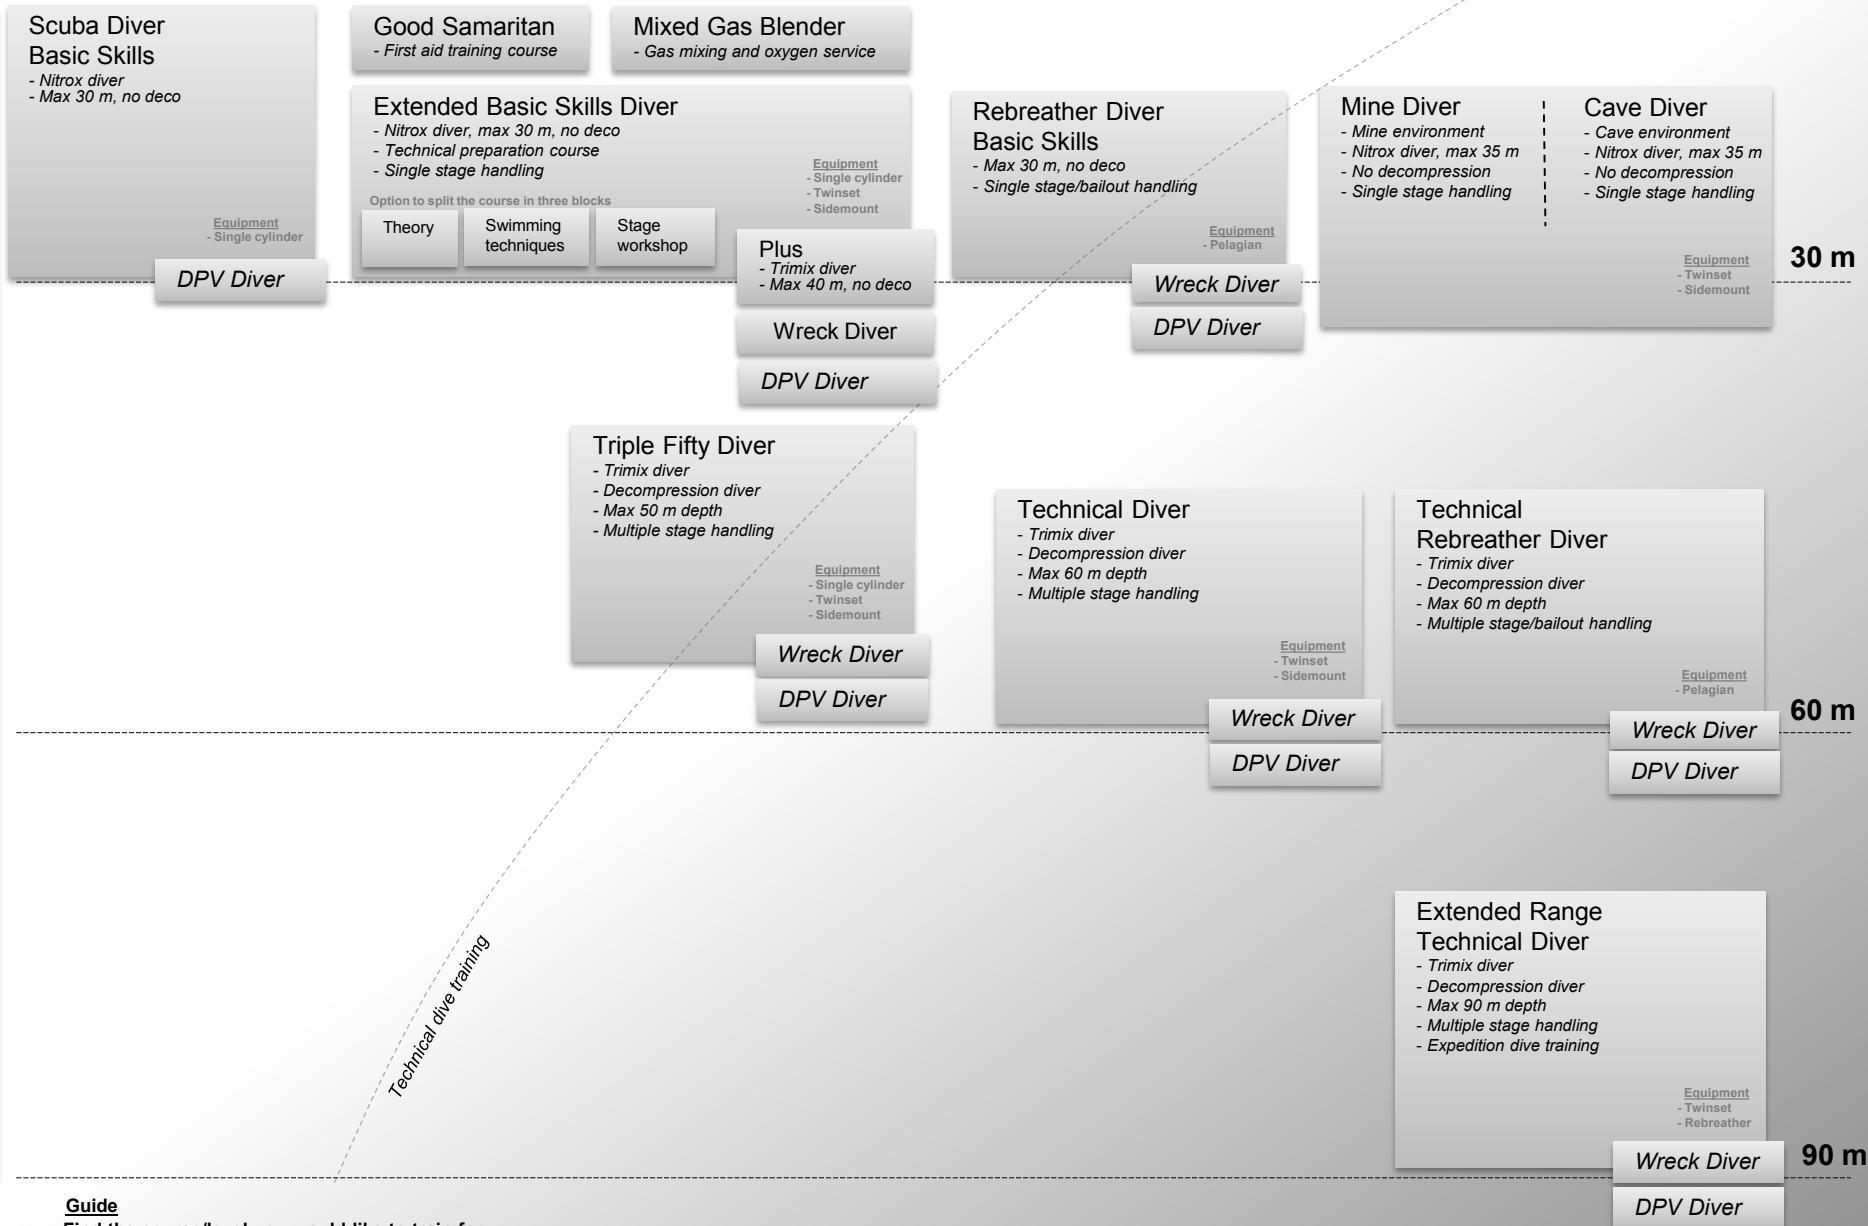 Scuba Diver
Basic Skills
- Nitrox diver
- Max 30 m, no deco
Equipment
- Single cylinder
DPV Diver
Good Samaritan
- First aid training course
Mixed Gas Blender
- Gas mixing and oxygen service
Extended Basic Skills Diver
- Nitrox diver, max 30 m, no deco
- Technical preparation course
- Single stage handling
Equipment
- Single cylinder
- Twinset
- Sidemount
Option to split the course in three blocks
Theory
Swimming
techniques
Stage
workshop
Plus
- Trimix diver
- Max 40 m, no deco
Wreck Diver
DPV Diver
Rebreather Diver
Basic Skills
- Max 30 m, no deco
- Single stage/bailout handling
Equipment
- Pelagian
Wreck Diver
DPV Diver
Mine Diver
- Mine environment
- Nitrox diver, max 35 m
- No decompression
- Single stage handling
Cave Diver
- Cave environment
- Nitrox diver, max 35 m
- No decompression
- Single stage handling
Equipment
- Twinset
- Sidemount
30 m
Triple Fifty Diver
- Trimix diver
- Decompression diver
- Max 50 m depth
- Multiple stage handling
Equipment
- Single cylinder
- Twinset
- Sidemount
Wreck Diver
DPV Diver
Technical Diver
- Trimix diver
- Decompression diver
- Max 60 m depth
- Multiple stage handling
Equipment
- Twinset
- Sidemount
Wreck Diver
DPV Diver
Technical
Rebreather Diver
- Trimix diver
- Decompression diver
- Max 60 m depth
- Multiple stage/bailout handling
Equipment
- Pelagian
Wreck Diver
DPV Diver
60 m
Technical dive training
Extended Range
Technical Diver
- Trimix diver
- Decompression diver
- Max 90 m depth
- Multiple stage handling
- Expedition dive training
Equipment
- Twinset
- Rebreather
Wreck Diver
DPV Diver
90 m
Guide